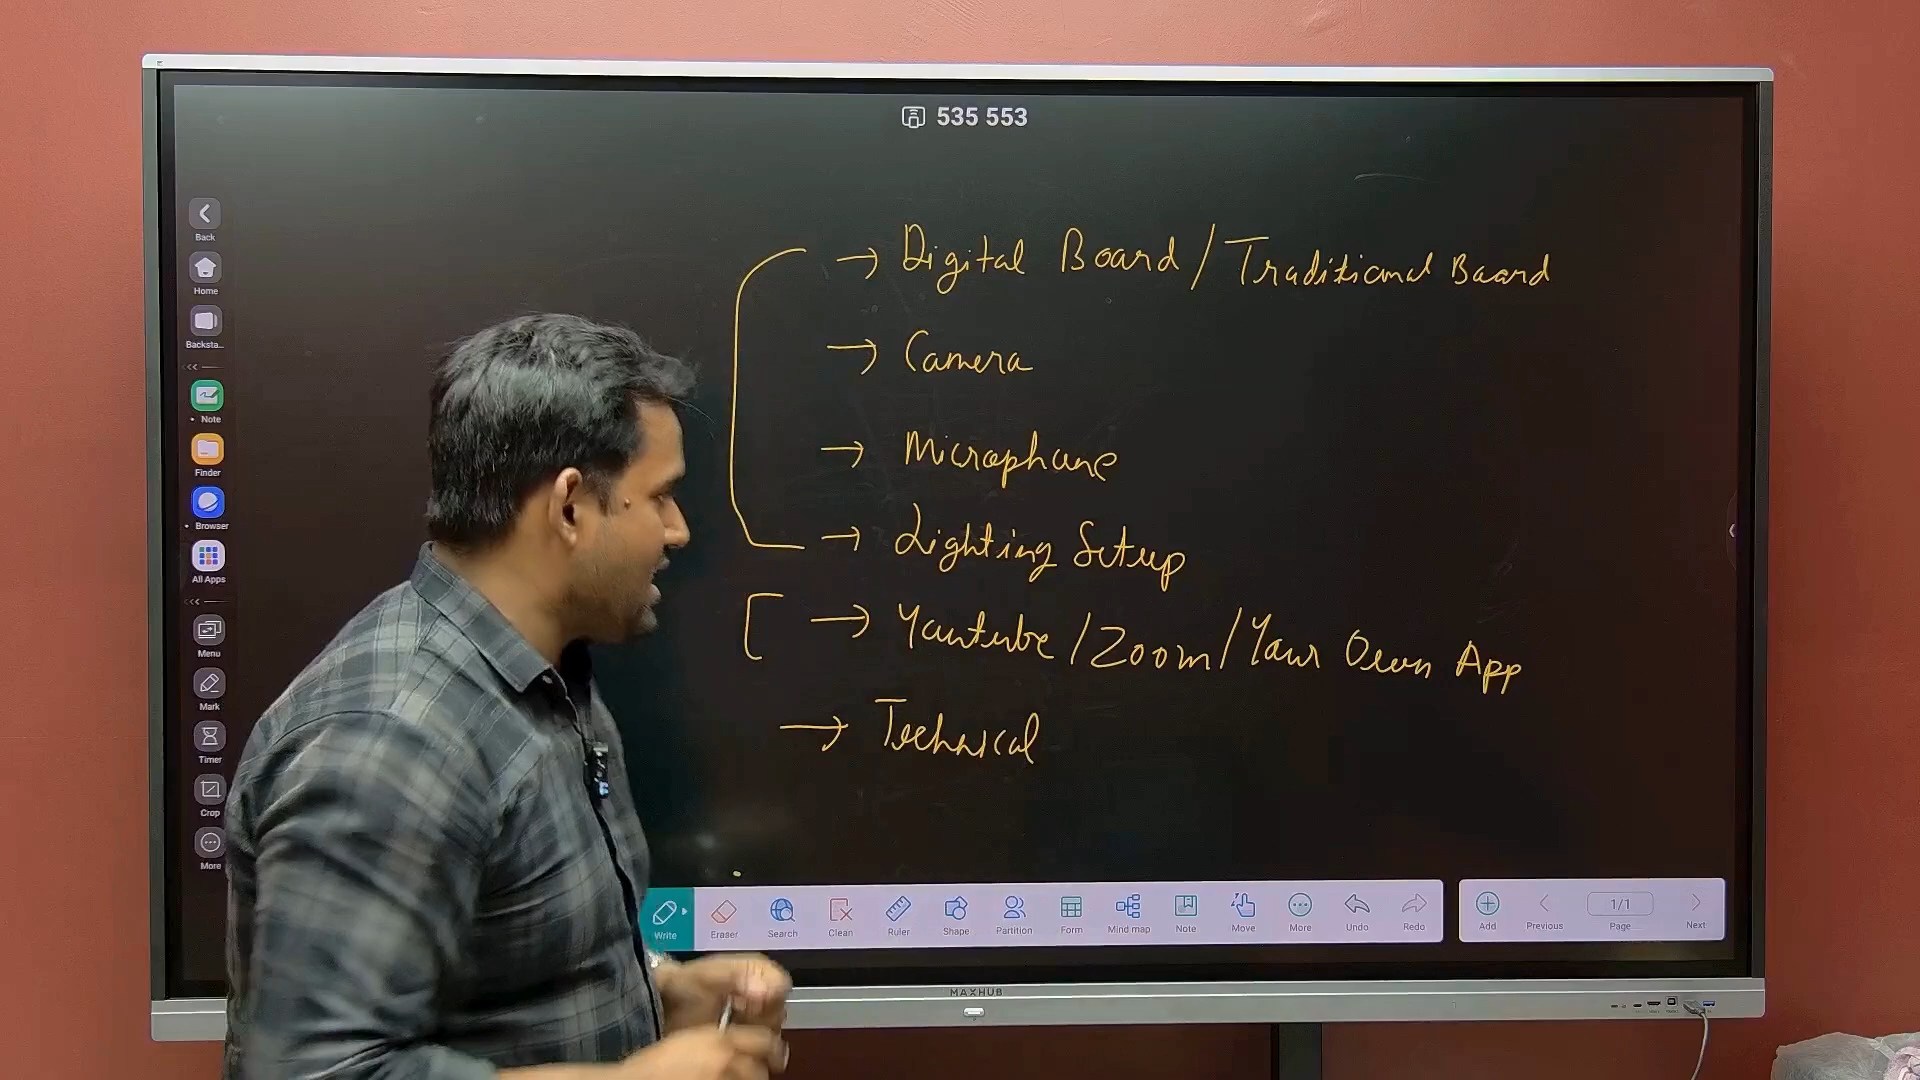 535 553
Back
Home
Backsta...
Note
Finder
Browser
All Apps
Menu
Mark
Timer
Crop
More
→ Digital Board / Traditional Board
→ Camera
→ Microphone
→ Lighting Setup
→ Youtube / Zoom / Your Own App
→ Technical
Write Eraser Search Clean Ruler Shape Partition Form Mind map Note Move More Undo Redo
Add Previous 1/1 Page Next
MAXHUB